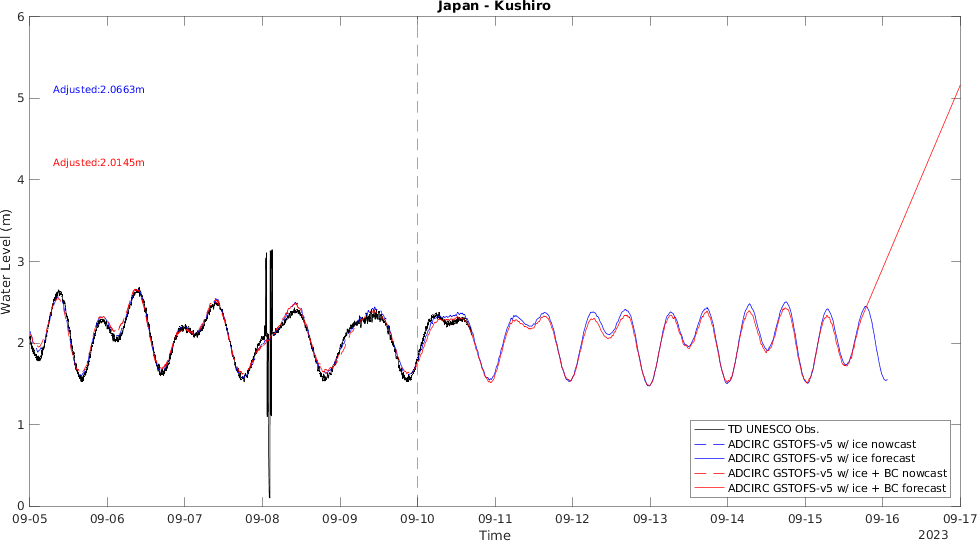 Japan - Kushiro
6
5
4
3
2
1
0
Water Level (m)
Adjusted:2.0663m
Adjusted:2.0145m
TD UNESCO Obs.
ADCIRC GSTOFS-v5 w/ ice nowcast
ADCIRC GSTOFS-v5 w/ ice forecast
ADCIRC GSTOFS-v5 w/ ice + BC nowcast
ADCIRC GSTOFS-v5 w/ ice + BC forecast
09-05 09-06 09-07 09-08 09-09 09-10 09-11 09-12 09-13 09-14 09-15 09-16 09-17
Time
2023